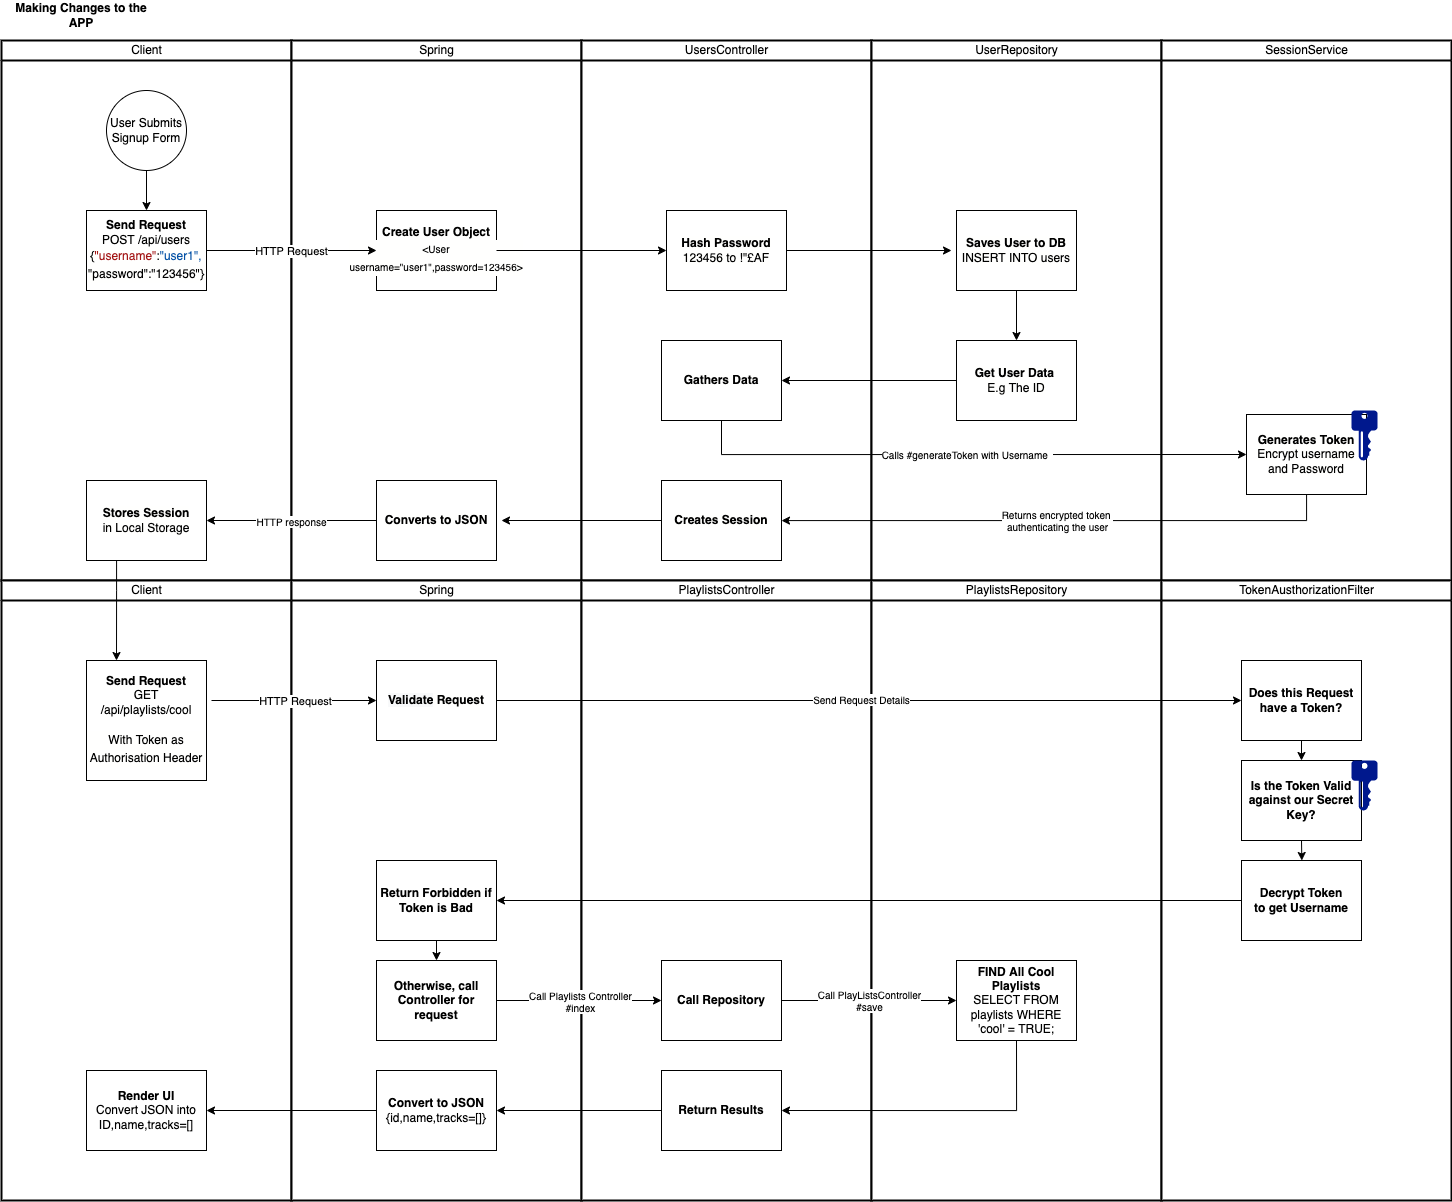 Making Changes to the
APP
Client
Spring
UsersController
UserRepository
SessionService
User Submits
Signup Form
Send Request
POST /api/users
{"username":"user1",
"password":"123456"}
HTTP Request
Create User Object
<User
username="user1",password=123456>
Hash Password
123456 to !"£AF
Saves User to DB
INSERT INTO users
Gathers Data
Get User Data
E.g The ID
Calls #generateToken with Username
Generates Token
Encrypt username
and Password
Stores Session
in Local Storage
HTTP response
Converts to JSON
Creates Session
Returns encrypted token
authenticating the user
Client
Spring
PlaylistsController
PlaylistsRepository
TokenAusthorizationFilter
Send Request
GET
/api/playlists/cool
With Token as
Authorisation Header
HTTP Request
Validate Request
Send Request Details
Does this Request
have a Token?
Is the Token Valid
against our Secret
Key?
Return Forbidden if
Token is Bad
Decrypt Token
to get Username
Otherwise, call
Controller for
request
Call Playlists Controller
#index
Call Repository
Call PlayListsController
#save
FIND All Cool
Playlists
SELECT FROM
playlists WHERE
'cool' = TRUE;
Render UI
Convert JSON into
ID,name,tracks=[]
Convert to JSON
{id,name,tracks=[]}
Return Results